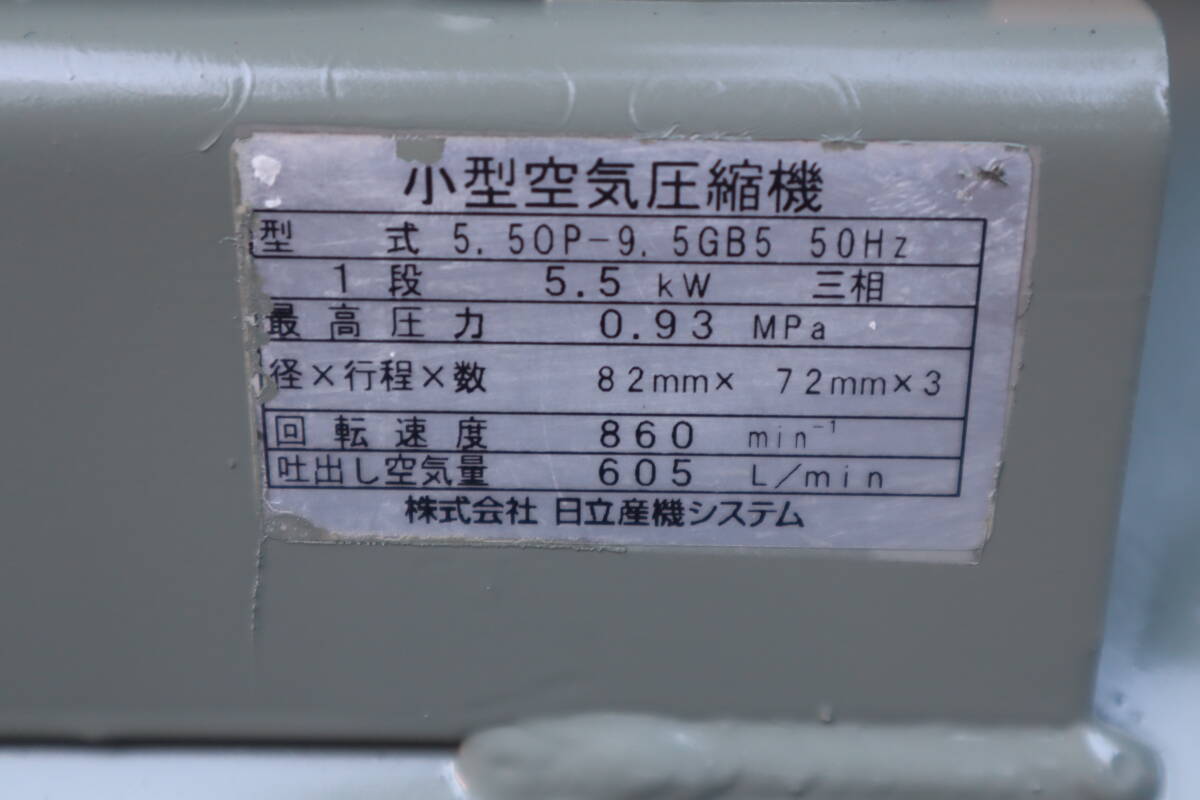 小型空気圧縮機
型式 5.5OP-9.5GB5 50Hz
1段 5.5 kW 三相
最高圧力 0.93 MPa
径×行程×数 82mm× 72mm×3
回転速度 860 min⁻¹
吐出し空気量 605 L/min
株式会社 日立産機システム